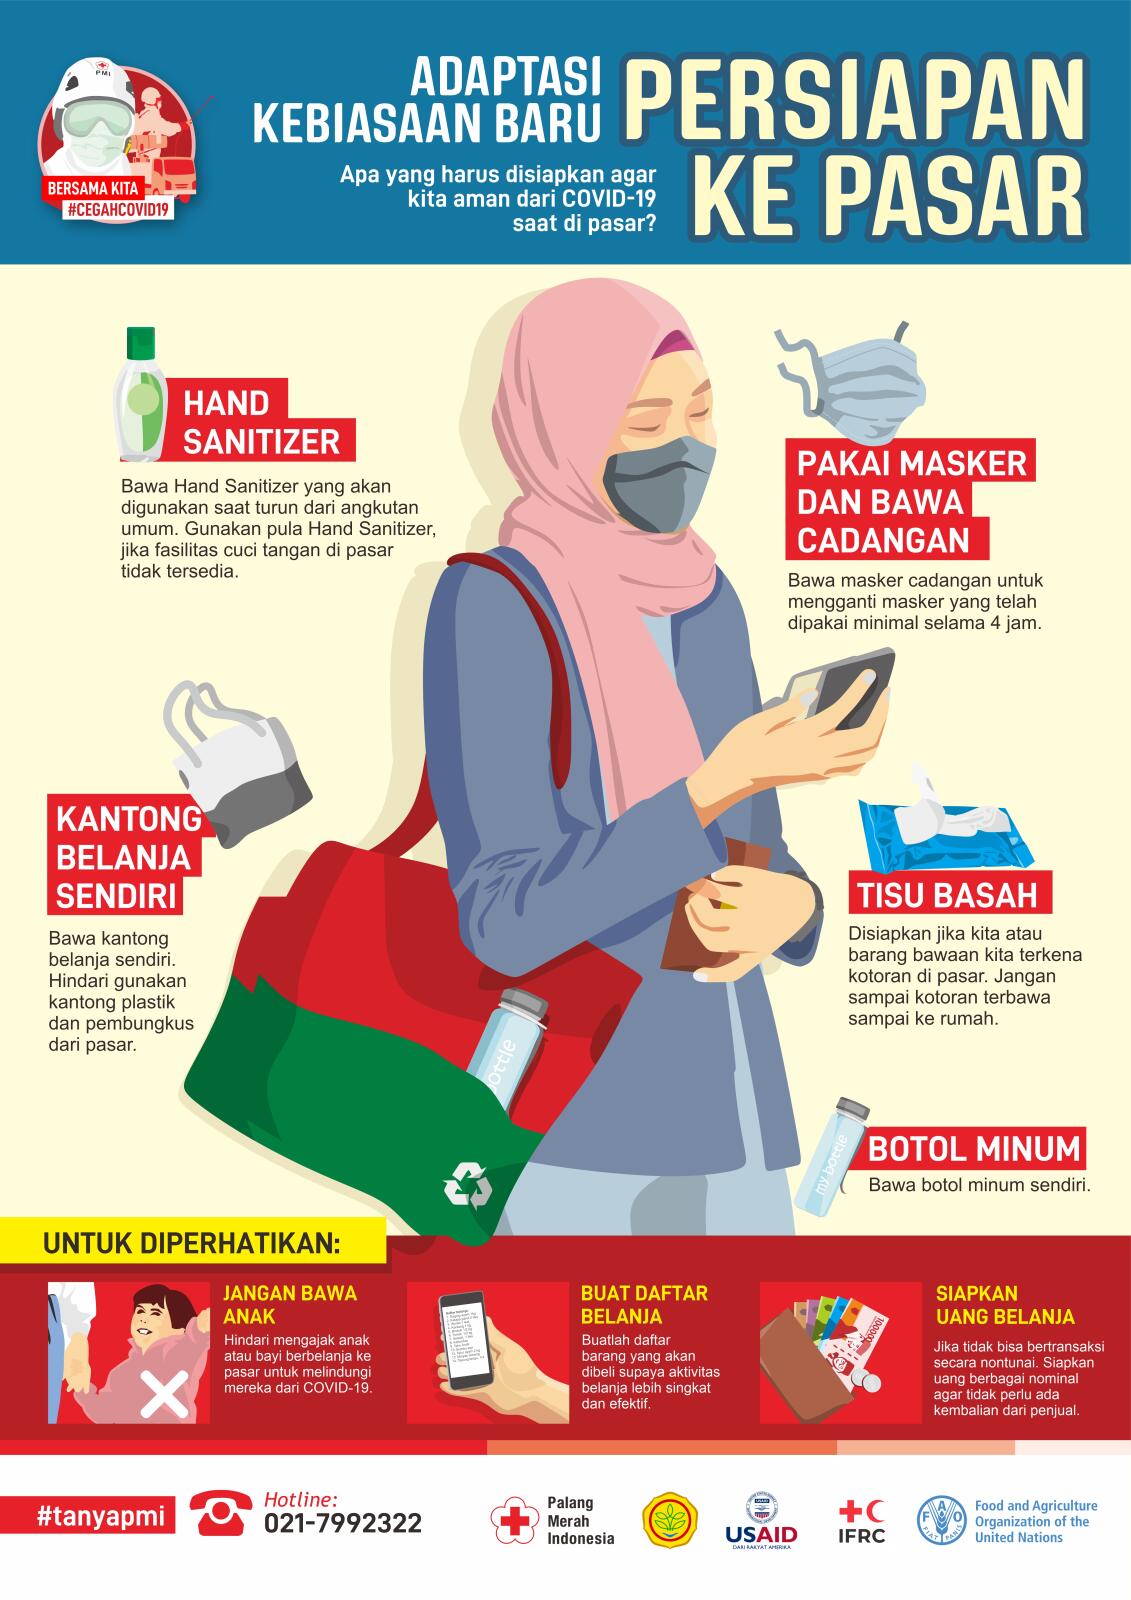 PMI
BERSAMA KITA
#CEGAHCOVID19
ADAPTASI
KEBIASAAN BARU
PERSIAPAN
KE PASAR
Apa yang harus disiapkan agar
kita aman dari COVID-19
saat di pasar?
HAND
SANITIZER
Bawa Hand Sanitizer yang akan
digunakan saat turun dari angkutan
umum. Gunakan pula Hand Sanitizer,
jika fasilitas cuci tangan di pasar
tidak tersedia.
PAKAI MASKER
DAN BAWA
CADANGAN
Bawa masker cadangan untuk
mengganti masker yang telah
dipakai minimal selama 4 jam.
KANTONG
BELANJA
SENDIRI
Bawa kantong
belanja sendiri.
Hindari gunakan
kantong plastik
dan pembungkus
dari pasar.
TISU BASAH
Disiapkan jika kita atau
barang bawaan kita terkena
kotoran di pasar. Jangan
sampai kotoran terbawa
sampai ke rumah.
bottle
my bottle
BOTOL MINUM
Bawa botol minum sendiri.
UNTUK DIPERHATIKAN:
JANGAN BAWA
ANAK
Hindari mengajak anak
atau bayi berbelanja ke
pasar untuk melindungi
mereka dari COVID-19.
BUAT DAFTAR
BELANJA
Buatlah daftar
barang yang akan
dibeli supaya aktivitas
belanja lebih singkat
dan efektif.
100000
SIAPKAN
UANG BELANJA
Jika tidak bisa bertransaksi
secara nontunai. Siapkan
uang berbagai nominal
agar tidak perlu ada
kembalian dari penjual.
#tanyapmi
Hotline:
021-7992322
Palang
Merah
Indonesia
USAID
USAID
DARI RAKYAT AMERIKA
IFRC
F A O
FIAT PANIS
Food and Agriculture
Organization of the
United Nations